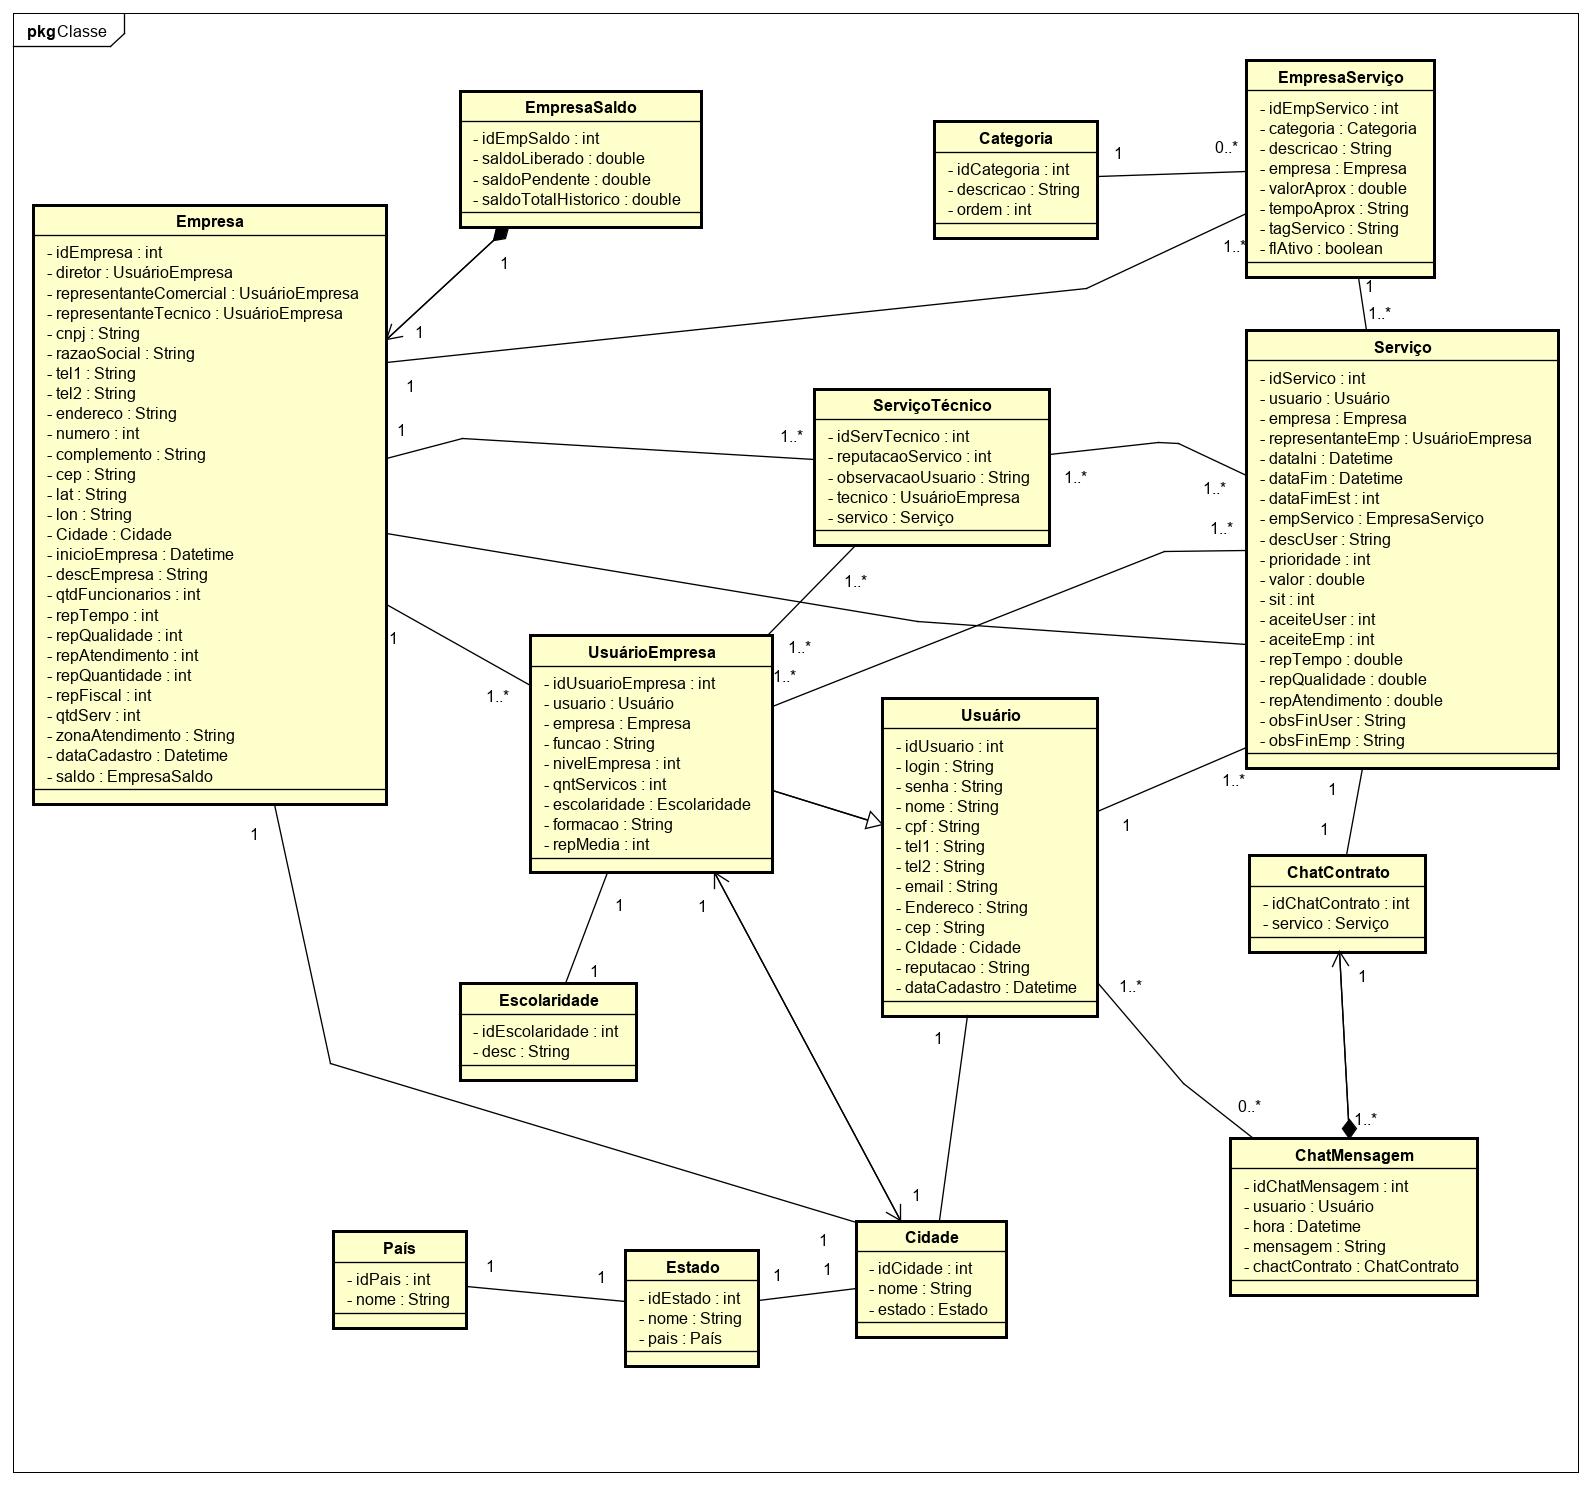 pkg Classe
EmpresaSaldo
- idEmpSaldo : int
- saldoLiberado : double
- saldoPendente : double
- saldoTotalHistorico : double
1
1
Categoria
- idCategoria : int
- descricao : String
- ordem : int
1
0..*
EmpresaServiço
- idEmpServico : int
- categoria : Categoria
- descricao : String
- empresa : Empresa
- valorAprox : double
- tempoAprox : String
- tagServico : String
- flAtivo : boolean
1..*
1
1..*
Empresa
- idEmpresa : int
- diretor : UsuárioEmpresa
- representanteComercial : UsuárioEmpresa
- representanteTecnico : UsuárioEmpresa
- cnpj : String
- razaoSocial : String
- tel1 : String
- tel2 : String
- endereco : String
- numero : int
- complemento : String
- cep : String
- lat : String
- lon : String
- Cidade : Cidade
- inicioEmpresa : Datetime
- descEmpresa : String
- qtdFuncionarios : int
- repTempo : int
- repQualidade : int
- repAtendimento : int
- repQuantidade : int
- repFiscal : int
- qtdServ : int
- zonaAtendimento : String
- dataCadastro : Datetime
- saldo : EmpresaSaldo
1
1
1
1
ServiçoTécnico
- idServTecnico : int
- reputacaoServico : int
- observacaoUsuario : String
- tecnico : UsuárioEmpresa
- servico : Serviço
1..*
1..*
1..*
1..*
Serviço
- idServico : int
- usuario : Usuário
- empresa : Empresa
- representanteEmp : UsuárioEmpresa
- dataIni : Datetime
- dataFim : Datetime
- dataFimEst : int
- empServico : EmpresaServiço
- descUser : String
- prioridade : int
- valor : double
- sit : int
- aceiteUser : int
- aceiteEmp : int
- repTempo : double
- repQualidade : double
- repAtendimento : double
- obsFinUser : String
- obsFinEmp : String
1..*
1..*
1
UsuárioEmpresa
- idUsuarioEmpresa : int
- usuario : Usuário
- empresa : Empresa
- funcao : String
- nivelEmpresa : int
- qntServicos : int
- escolaridade : Escolaridade
- formacao : String
- repMedia : int
1..*
1..*
1..*
1
1
Usuário
- idUsuario : int
- login : String
- senha : String
- nome : String
- cpf : String
- tel1 : String
- tel2 : String
- email : String
- Endereco : String
- cep : String
- CIdade : Cidade
- reputacao : String
- dataCadastro : Datetime
1
1..*
1
ChatContrato
- idChatContrato : int
- servico : Serviço
1
1
Escolaridade
- idEscolaridade : int
- desc : String
1
ChatMensagem
- idChatMensagem : int
- usuario : Usuário
- hora : Datetime
- mensagem : String
- chactContrato : ChatContrato
0..*
1..*
País
- idPais : int
- nome : String
1
1
Estado
- idEstado : int
- nome : String
- pais : País
1
1
Cidade
- idCidade : int
- nome : String
- estado : Estado
1
1